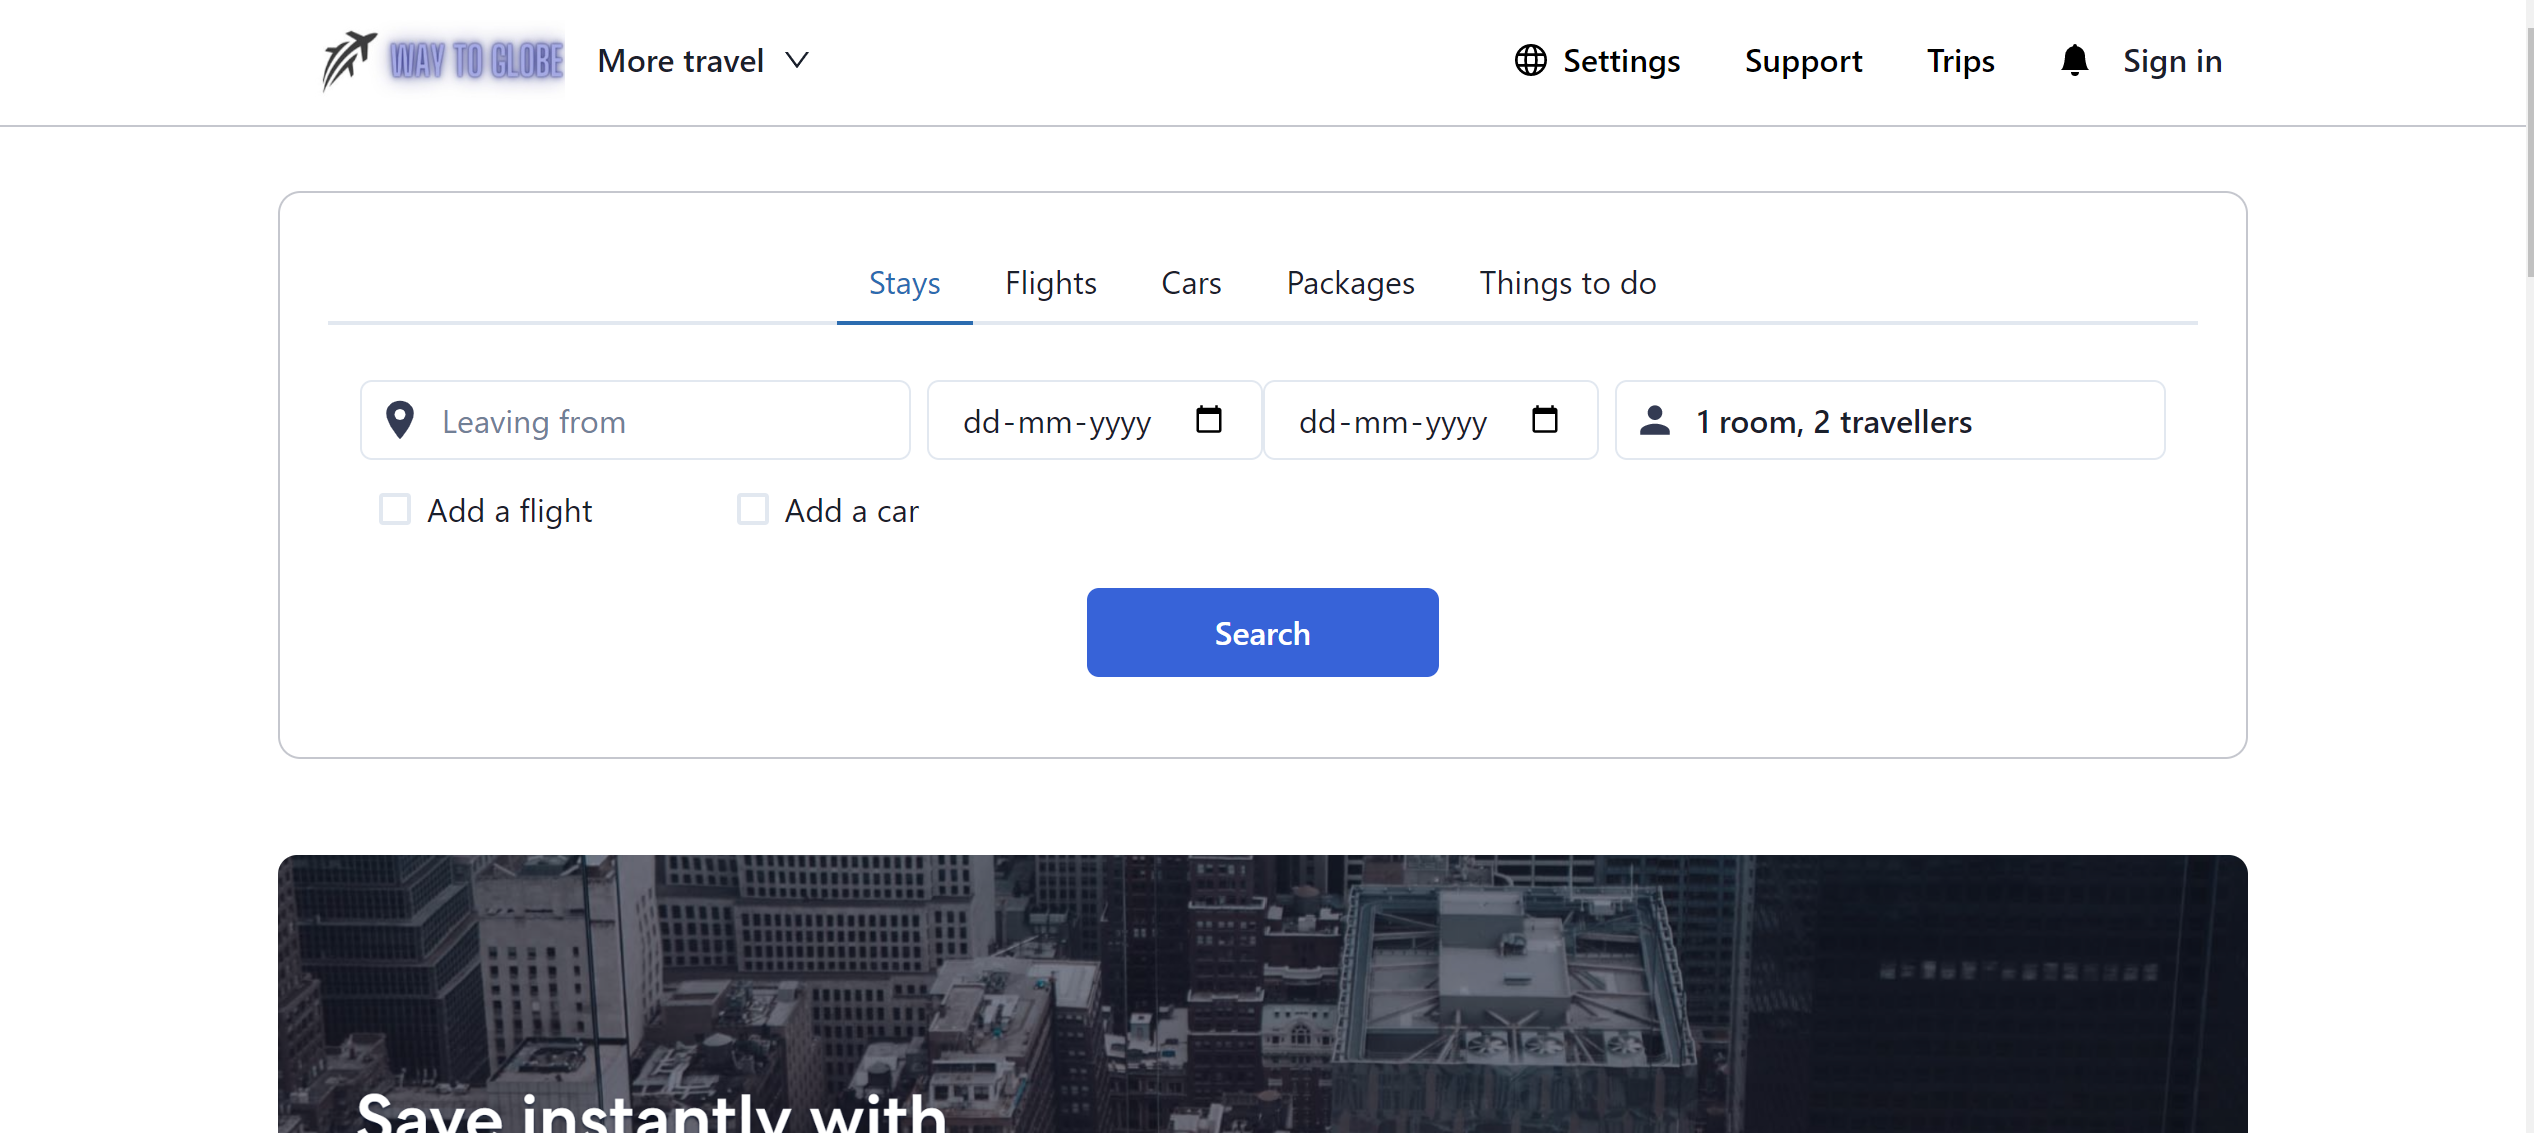 WAY TO GLOBE More travel Settings Support Trips Sign in
Stays Flights Cars Packages Things to do
Leaving from dd-mm-yyyy dd-mm-yyyy 1 room, 2 travellers
Add a flight Add a car
Search
Save instantly with